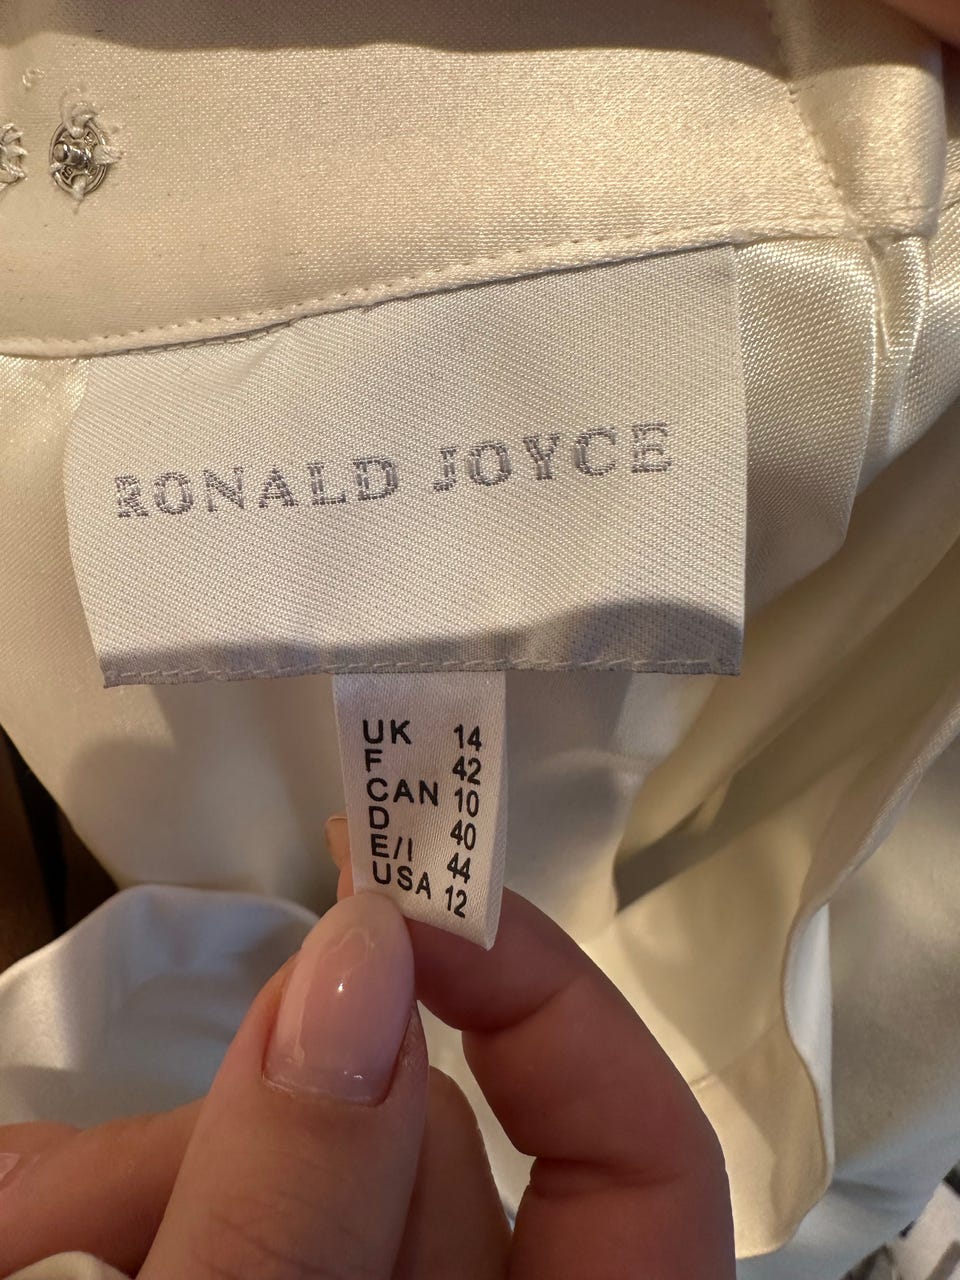 RONALD JOYCE
UK 14
F 42
CAN 10
D 40
E/I 44
USA 12